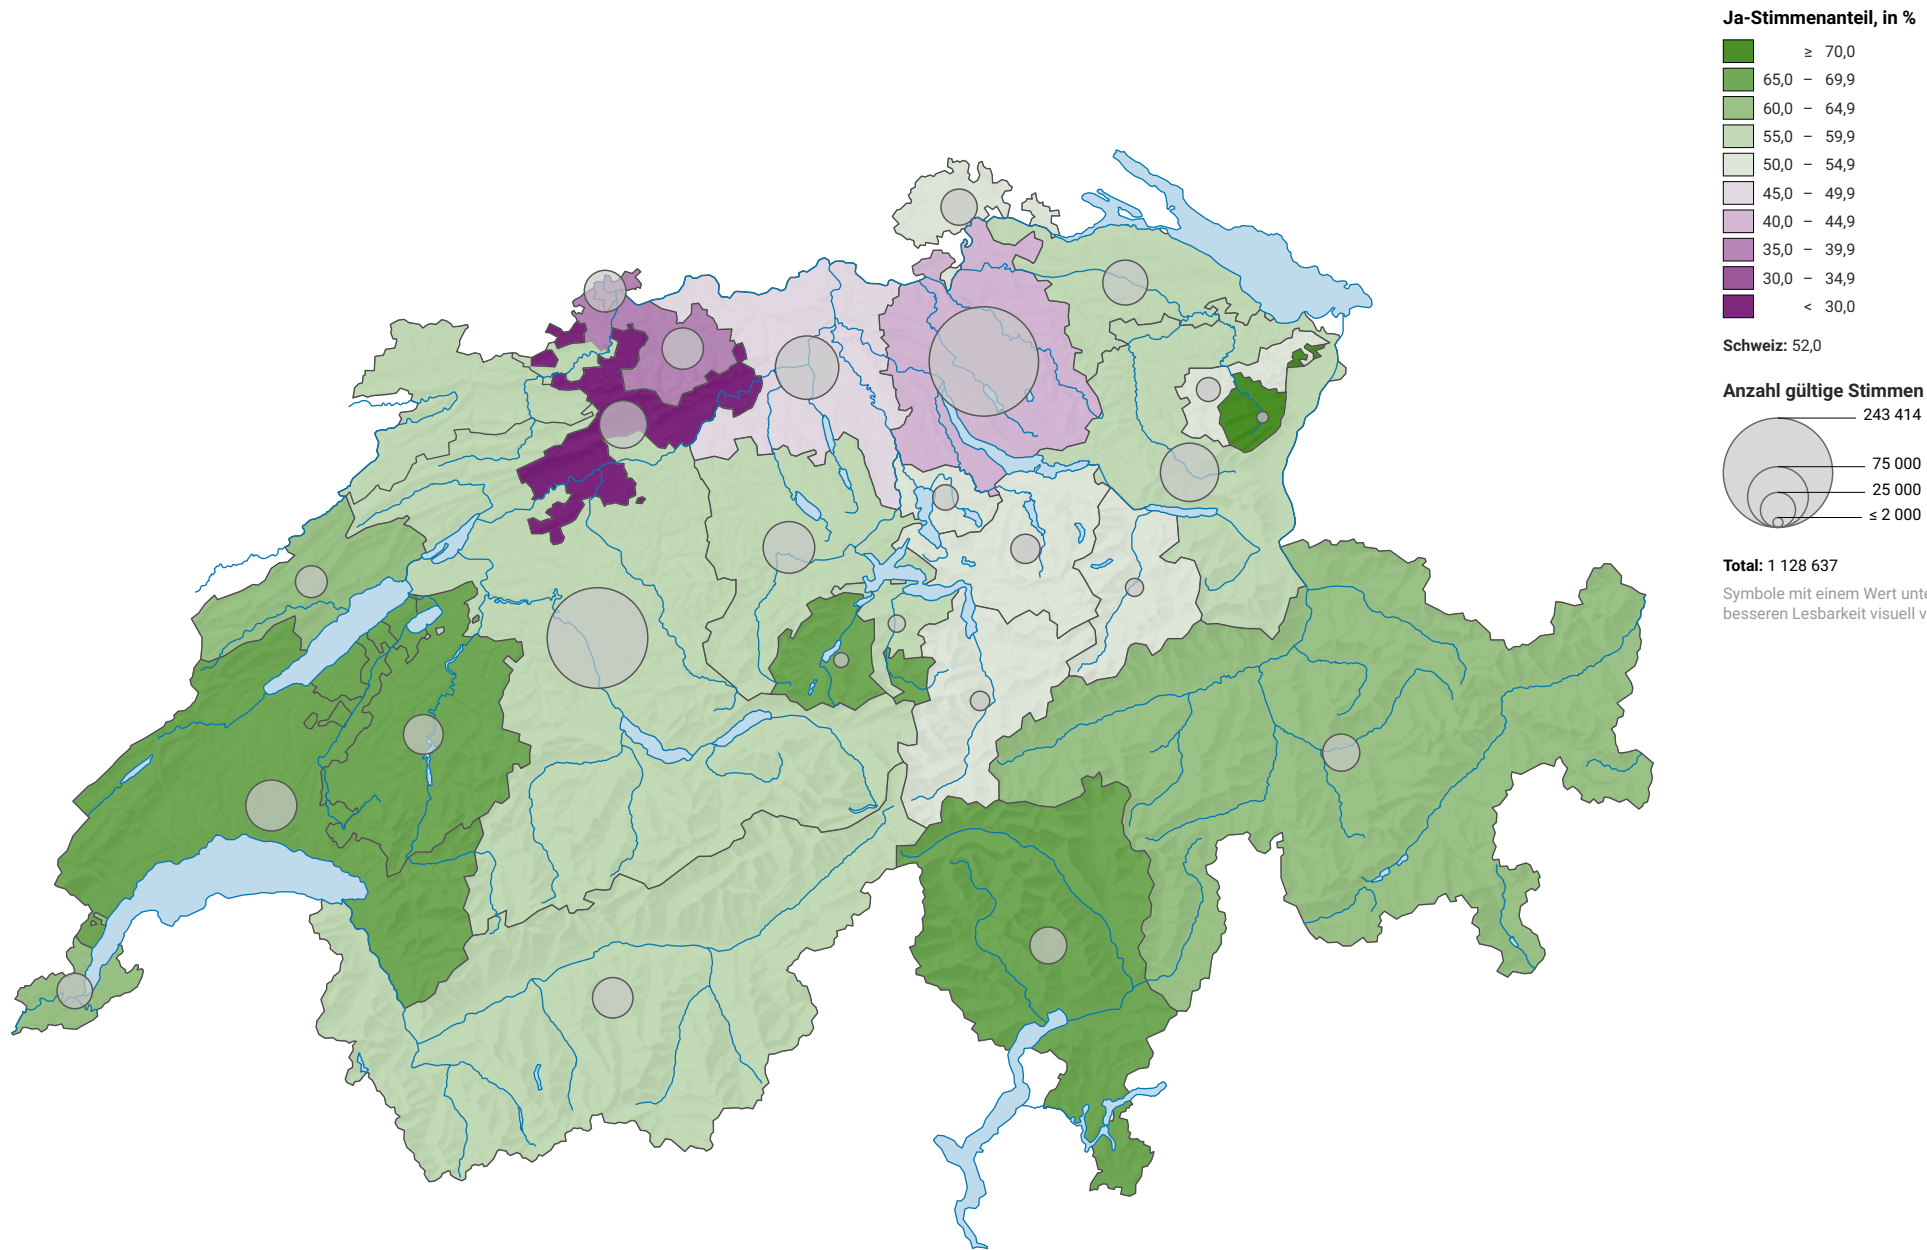 Ja-Stimmenanteil, in %
≥ 70,0
65,0 – 69,9
60,0 – 64,9
55,0 – 59,9
50,0 – 54,9
45,0 – 49,9
40,0 – 44,9
35,0 – 39,9
30,0 – 34,9
< 30,0
Schweiz: 52,0
Anzahl gültige Stimmen
243 414
75 000
25 000
≤ 2 000
Total: 1 128 637
Symbole mit einem Wert unte
besseren Lesbarkeit visuell v